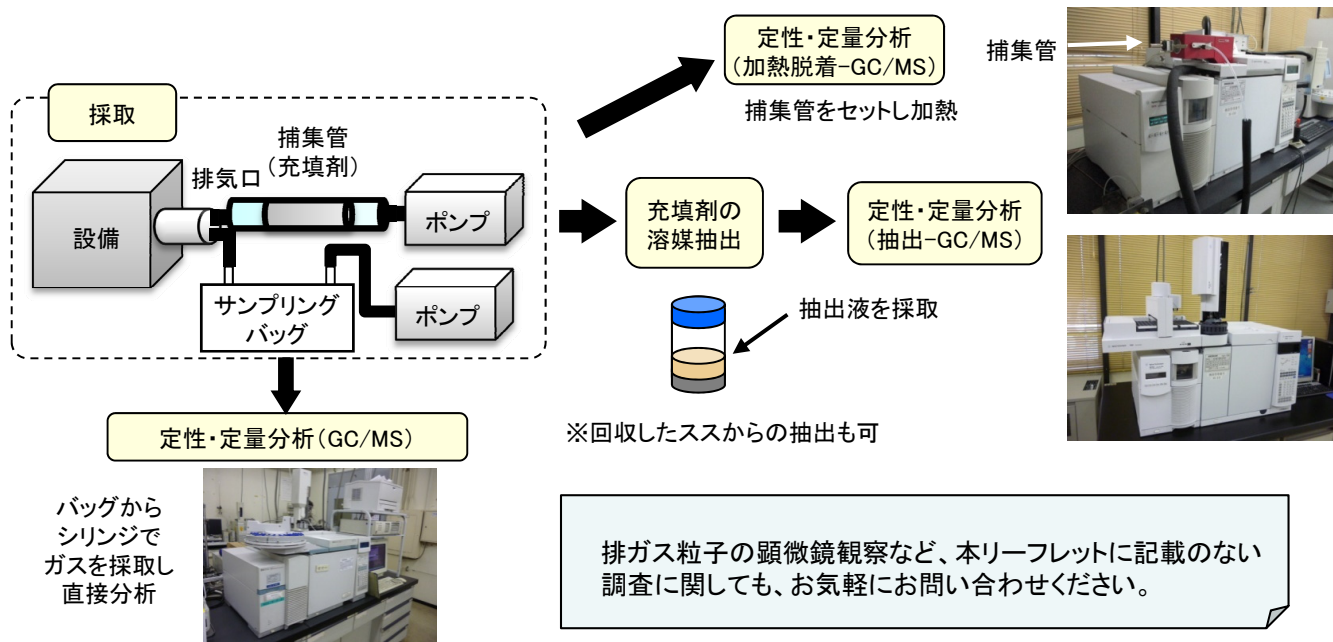 採取
設備
排気口
捕集管
(充填剤)
ポンプ
サンプリング
バッグ
ポンプ
定性・定量分析(GC/MS)
バッグから
シリンジで
ガスを採取し
直接分析
定性・定量分析
(加熱脱着-GC/MS)
捕集管をセットし加熱
捕集管
充填剤の
溶媒抽出
定性・定量分析
(抽出-GC/MS)
抽出液を採取
※回収したススからの抽出も可
排ガス粒子の顕微鏡観察など、本リーフレットに記載のない
調査に関しても、お気軽にお問い合わせください。